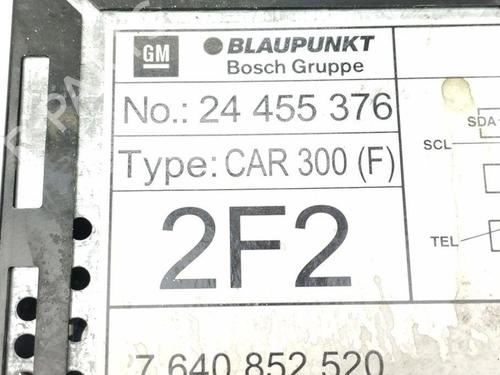 GM BLAUPUNKT
Bosch Gruppe
No.: 24 455 376
Type: CAR 300 (F)
2F2
7 640 852 520
SDA
SCL
TEL